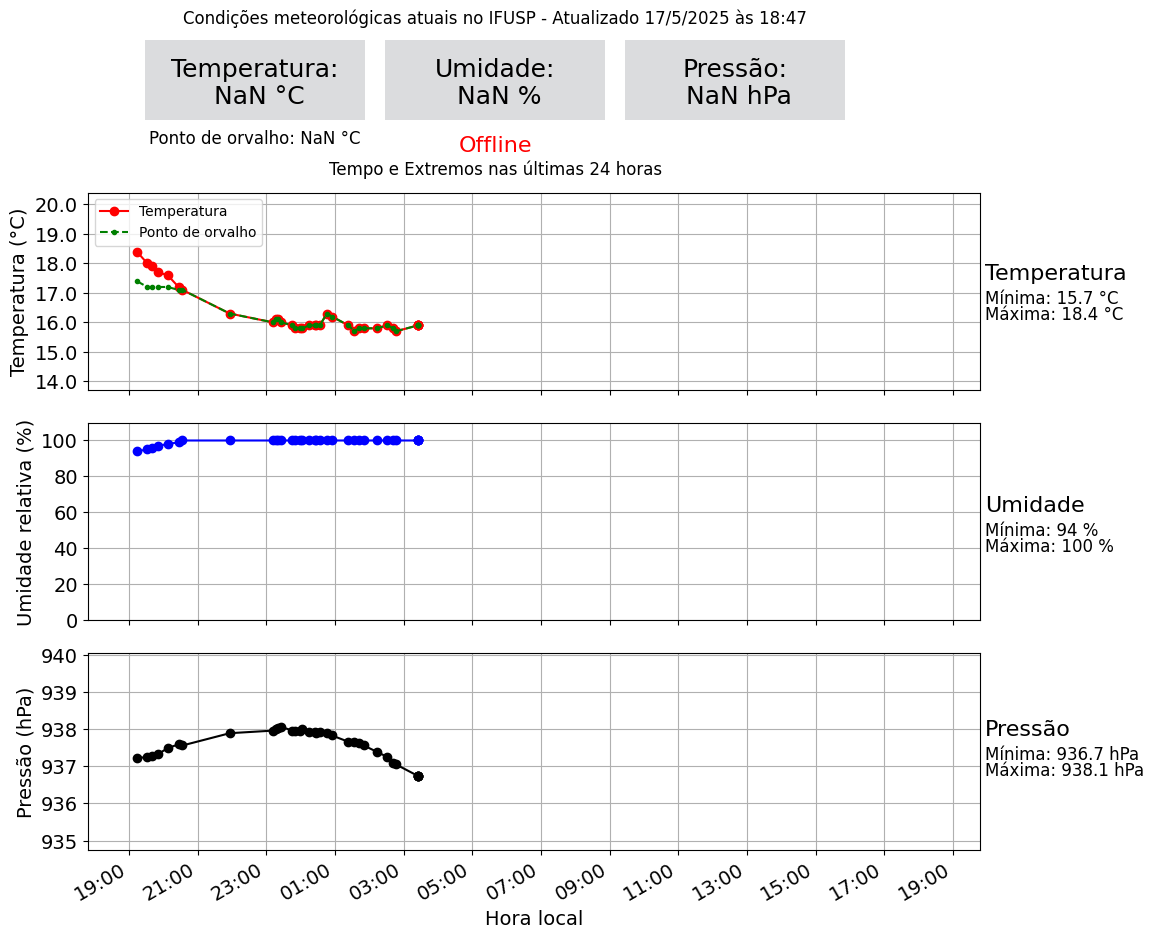 Condições meteorológicas atuais no IFUSP - Atualizado 17/5/2025 às 18:47
Temperatura:
NaN °C
Umidade:
NaN %
Pressão:
NaN hPa
Ponto de orvalho: NaN °C
Offline
Tempo e Extremos nas últimas 24 horas
Temperatura (°C)
20.0
19.0
18.0
17.0
16.0
15.0
14.0
Temperatura
Ponto de orvalho
Temperatura
Mínima: 15.7 °C
Máxima: 18.4 °C
Umidade relativa (%)
100
80
60
40
20
0
Umidade
Mínima: 94 %
Máxima: 100 %
Pressão (hPa)
940
939
938
937
936
935
Pressão
Mínima: 936.7 hPa
Máxima: 938.1 hPa
19:00 21:00 23:00 01:00 03:00 05:00 07:00 09:00 11:00 13:00 15:00 17:00 19:00
Hora local